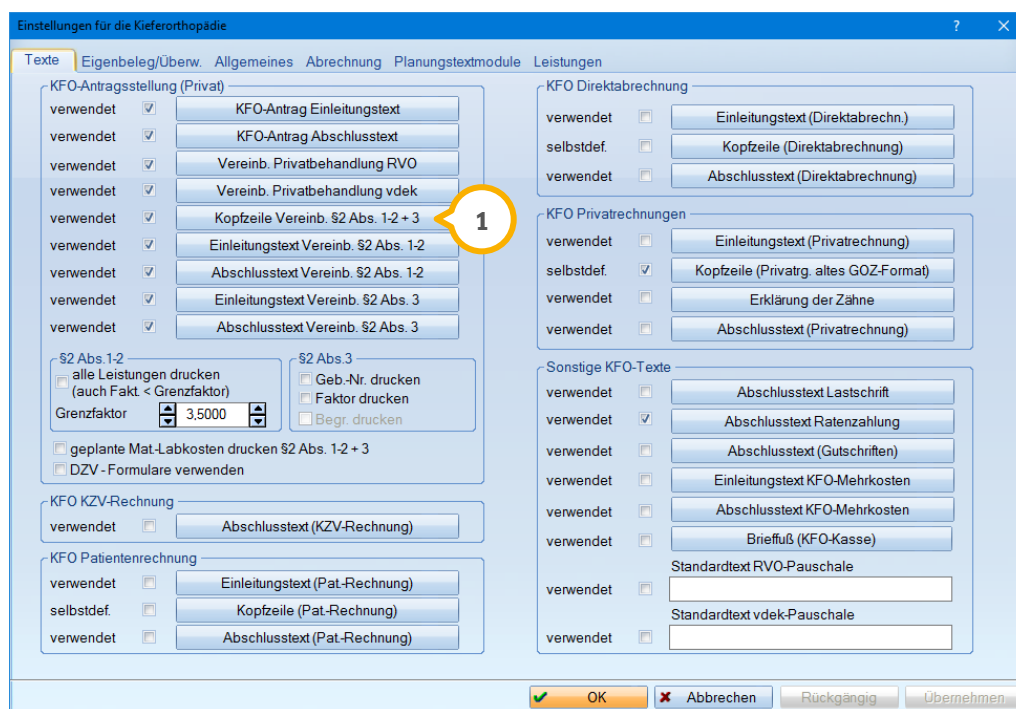 Einstellungen für die Kieferorthopädie ? ✕
Texte Eigenbeleg/Überw. Allgemeines Abrechnung Planungstextmodule Leistungen
KFO-Antragsstellung (Privat)
verwendet KFO-Antrag Einleitungstext
verwendet KFO-Antrag Abschlusstext
verwendet Vereinb. Privatbehandlung RVO
verwendet Vereinb. Privatbehandlung vdek
verwendet Kopfzeile Vereinb. §2 Abs. 1-2 + 3
1
verwendet Einleitungstext Vereinb. §2 Abs. 1-2
verwendet Abschlusstext Vereinb. §2 Abs. 1-2
verwendet Einleitungstext Vereinb. §2 Abs. 3
verwendet Abschlusstext Vereinb. §2 Abs. 3
§2 Abs.1-2
alle Leistungen drucken
(auch Fakt. < Grenzfaktor)
Grenzfaktor 3,5000
§2 Abs.3
Geb.-Nr. drucken
Faktor drucken
Begr. drucken
geplante Mat.-Labkosten drucken §2 Abs. 1-2 + 3
DZV - Formulare verwenden
KFO KZV-Rechnung
verwendet Abschlusstext (KZV-Rechnung)
KFO Patientenrechnung
verwendet Einleitungstext (Pat.-Rechnung)
selbstdef. Kopfzeile (Pat.-Rechnung)
verwendet Abschlusstext (Pat.-Rechnung)
KFO Direktabrechnung
verwendet Einleitungstext (Direktabrechn.)
selbstdef. Kopfzeile (Direktabrechnung)
verwendet Abschlusstext (Direktabrechnung)
KFO Privatrechnungen
verwendet Einleitungstext (Privatrechnung)
selbstdef. Kopfzeile (Privatrg. altes GOZ-Format)
verwendet Erklärung der Zähne
verwendet Abschlusstext (Privatrechnung)
Sonstige KFO-Texte
verwendet Abschlusstext Lastschrift
verwendet Abschlusstext Ratenzahlung
verwendet Abschlusstext (Gutschriften)
verwendet Einleitungstext KFO-Mehrkosten
verwendet Abschlusstext KFO-Mehrkosten
verwendet Brieffuß (KFO-Kasse)
Standardtext RVO-Pauschale
verwendet
Standardtext vdek-Pauschale
verwendet
OK Abbrechen Rückgängig Übernehmen